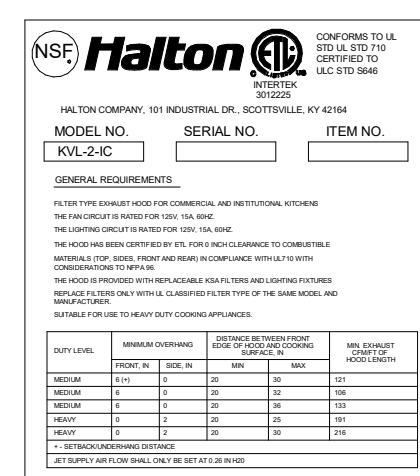 NSF
Halton
C LISTED US
INTERTEK
3012225
CONFORMS TO UL
STD UL STD 710
CERTIFIED TO
ULC STD S646
HALTON COMPANY, 101 INDUSTRIAL DR., SCOTTSVILLE, KY 42164
MODEL NO. SERIAL NO. ITEM NO.
KVL-2-IC
GENERAL REQUIREMENTS
FILTER TYPE EXHAUST HOOD FOR COMMERCIAL AND INSTITUTIONAL KITCHENS
THE FAN CIRCUIT IS RATED FOR 125V, 15A, 60HZ.
THE LIGHTING CIRCUIT IS RATED FOR 125V, 15A, 60HZ.
THE HOOD HAS BEEN CERTIFIED BY ETL FOR 0 INCH CLEARANCE TO COMBUSTIBLE
MATERIALS (TOP, SIDES, FRONT AND REAR) IN COMPLIANCE WITH UL710 WITH
CONSIDERATIONS TO NFPA 96.
THE HOOD IS PROVIDED WITH REPLACEABLE KSA FILTERS AND LIGHTING FIXTURES
REPLACE FILTERS ONLY WITH UL CLASSIFIED FILTER TYPE OF THE SAME MODEL AND
MANUFACTURER.
SUITABLE FOR USE TO HEAVY DUTY COOKING APPLIANCES.
DUTY LEVEL
MINIMUM OVERHANG
FRONT, IN SIDE, IN
DISTANCE BETWEEN FRONT
EDGE OF HOOD AND COOKING
SURFACE, IN
MIN MAX
MIN. EXHAUST
CFM/FT OF
HOOD LENGTH
MEDIUM 6 (+) 0 20 30 121
MEDIUM 6 0 20 32 106
MEDIUM 6 0 20 36 133
HEAVY 0 2 20 25 191
HEAVY 0 2 20 30 216
+ - SETBACK/UNDERHANG DISTANCE
JET SUPPLY AIR FLOW SHALL ONLY BE SET AT 0.26 IN H20